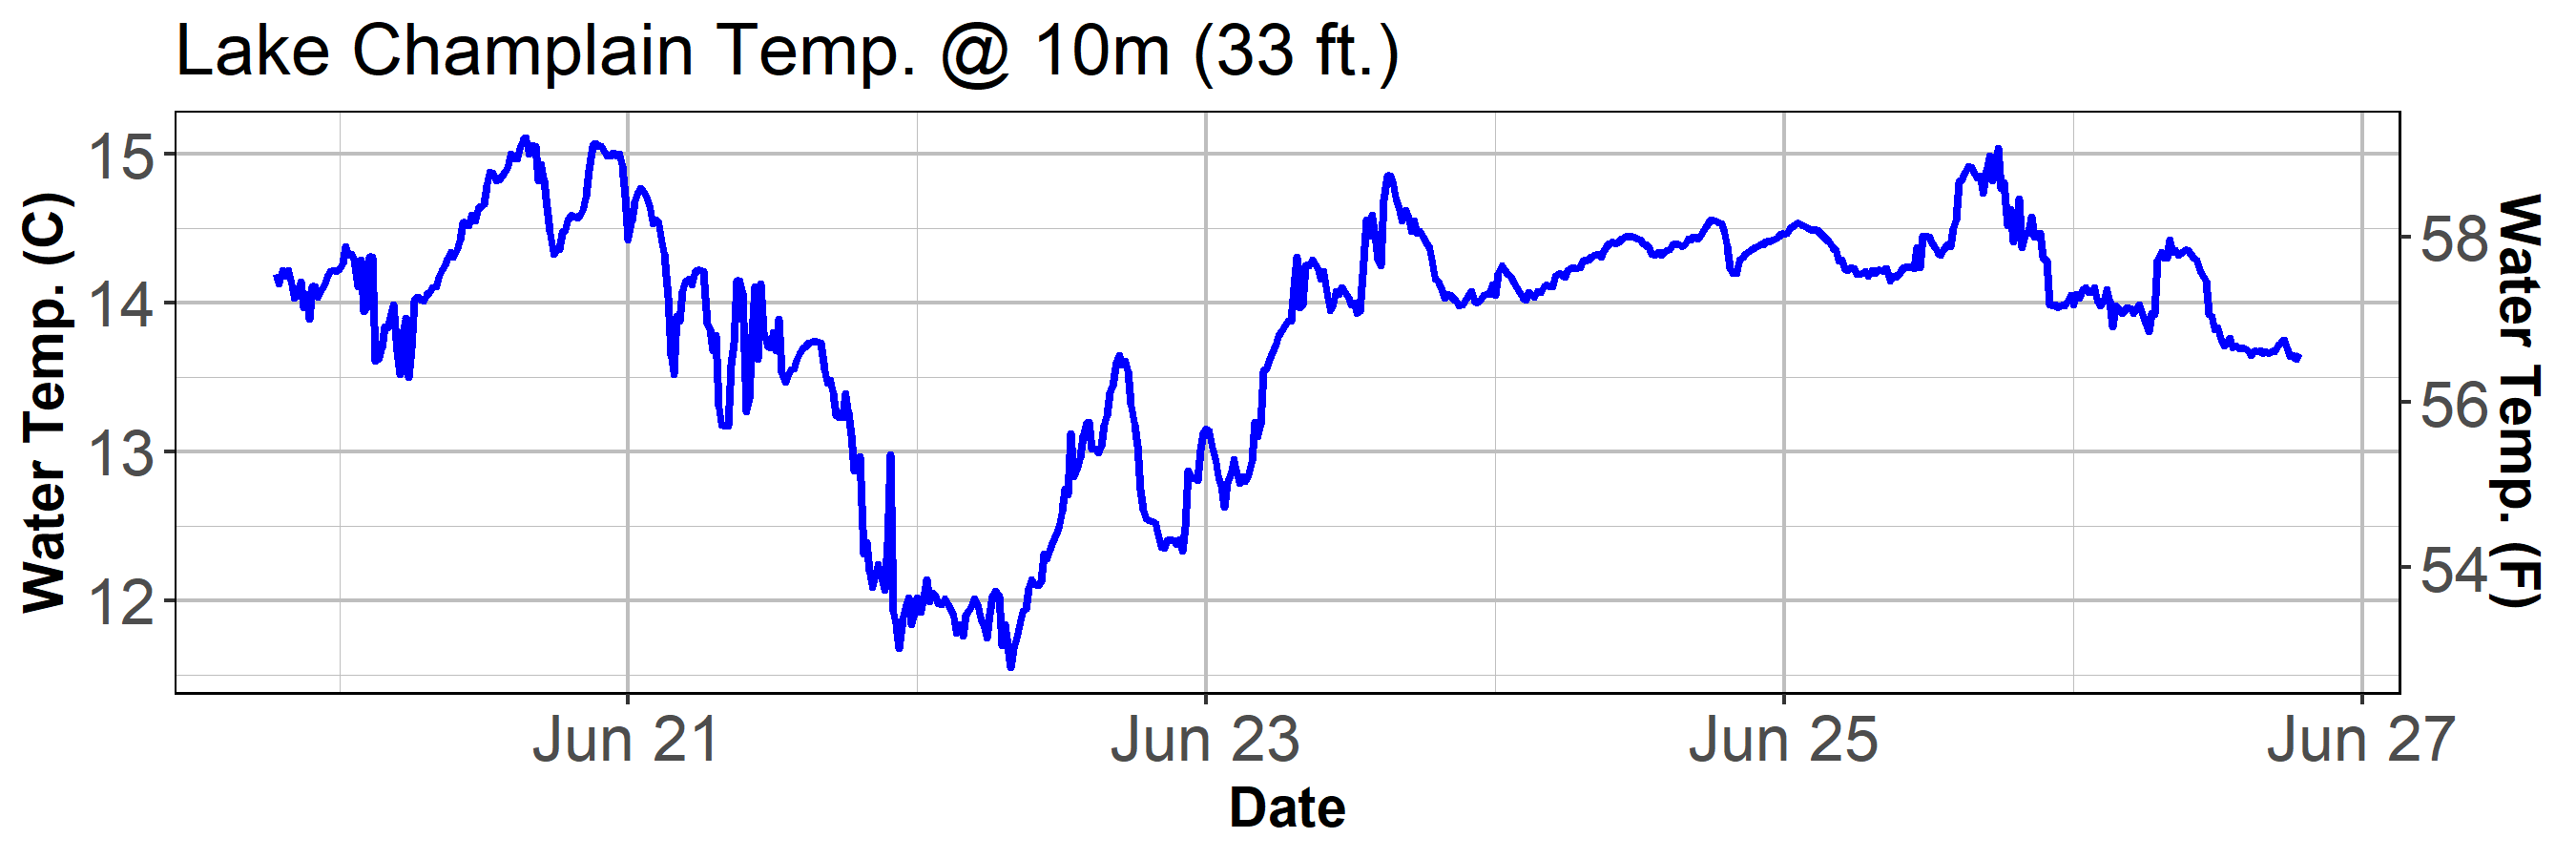 Lake Champlain Temp. @ 10m (33 ft.)
Water Temp. (C)
15
14
13
12
58
56
54
Water Temp. (F)
Jun 21
Jun 23
Jun 25
Jun 27
Date